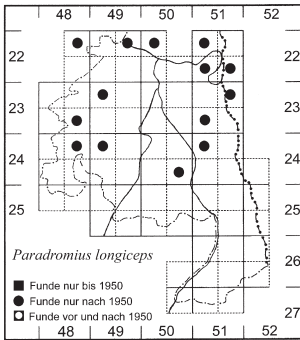 48 49 50 51 52
22 22
23 23
24 24
25 25
Paradromius longiceps
26
Funde nur bis 1950
Funde nur nach 1950
Funde vor und nach 1950
27
48 49 50 51 52